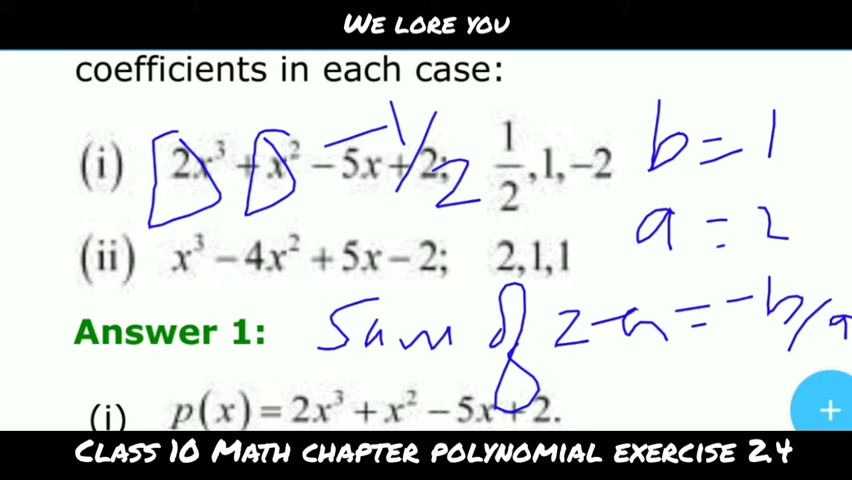 We lore you
coefficients in each case:
(i) 2x³ + x² – 5x + 2; 1/2, 1, –2
–1/2
b = 1
a = 2
(ii) x³ – 4x² + 5x – 2; 2, 1, 1
Answer 1:
Sum of = –b/a
(i) p(x) = 2x³ + x² – 5x + 2.
+
Class 10 Math chapter polynomial exercise 2.4